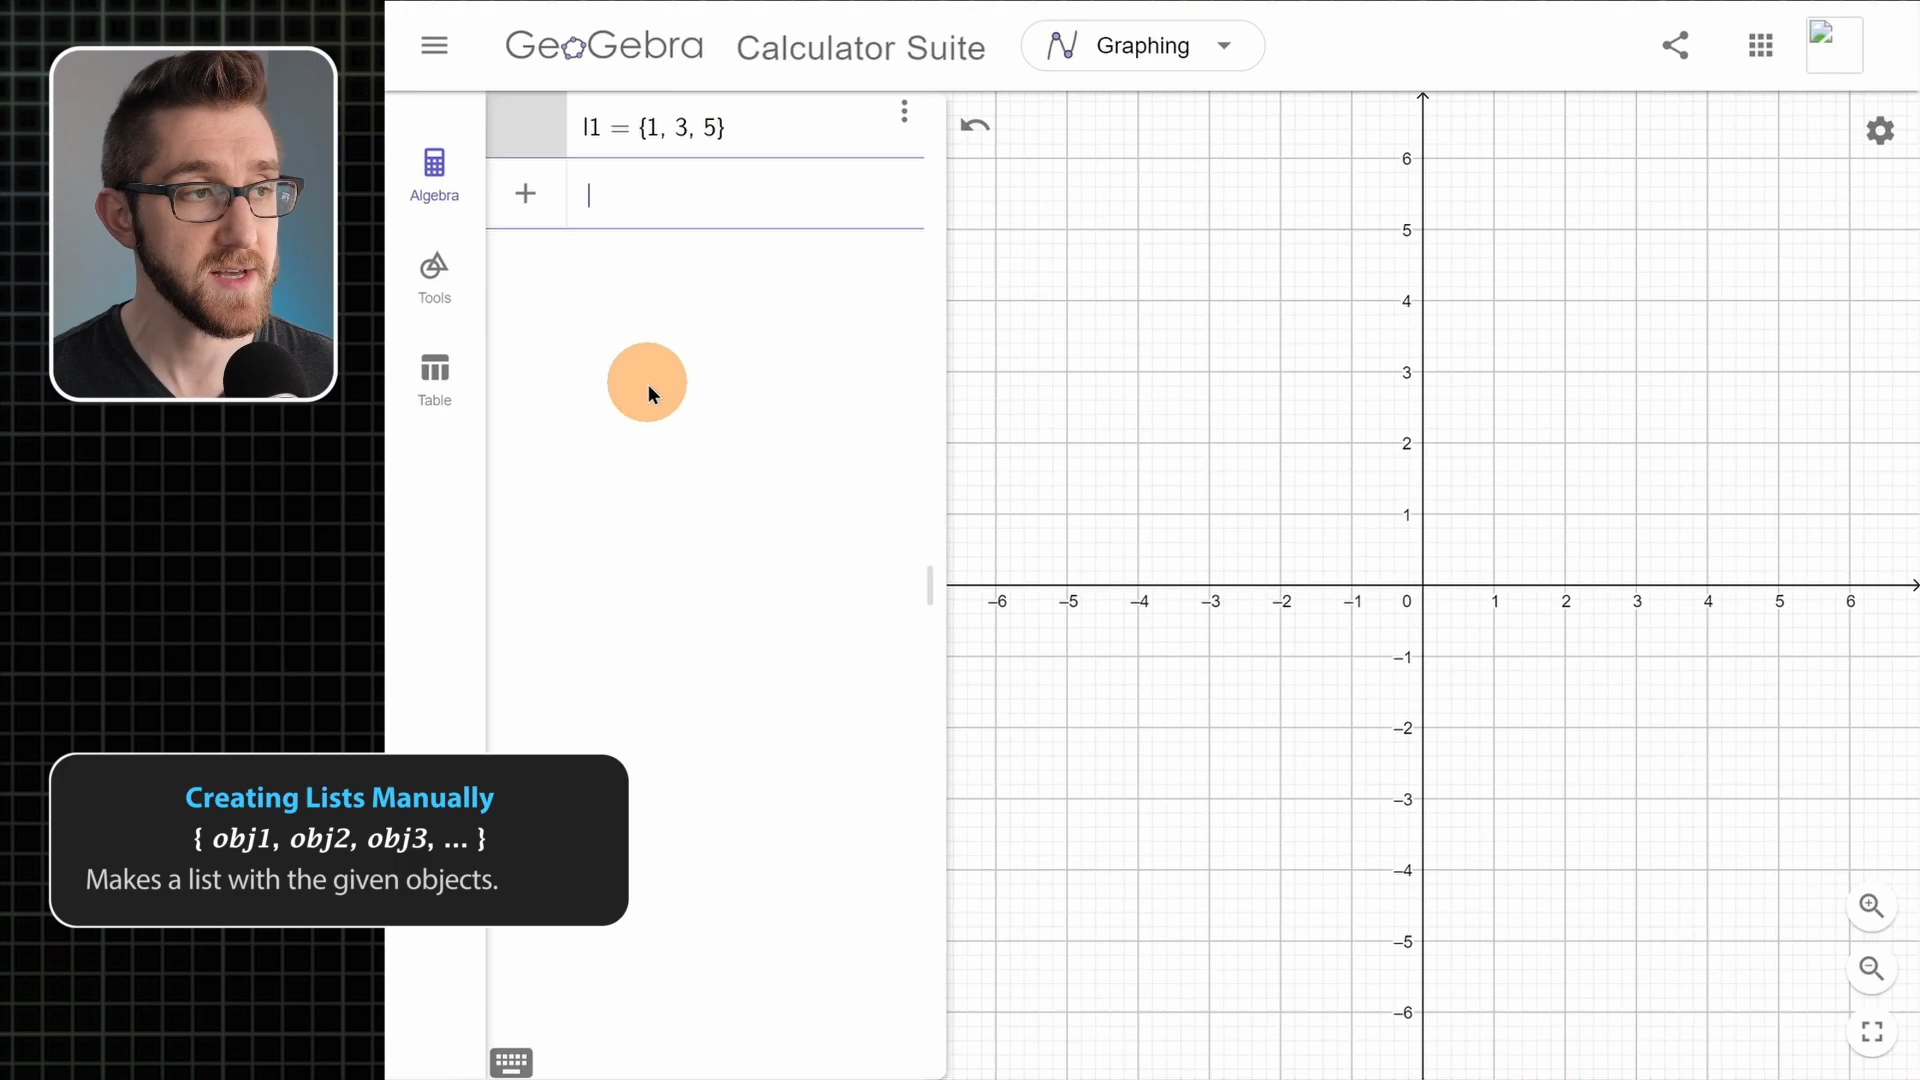 GeoGebra Calculator Suite Graphing
l1 = {1, 3, 5}
+
Algebra
Tools
Table
Creating Lists Manually
{ obj1, obj2, obj3, ... }
Makes a list with the given objects.
6
5
4
3
2
1
–6 –5 –4 –3 –2 –1 0 1 2 3 4 5 6
–1
–2
–3
–4
–5
–6